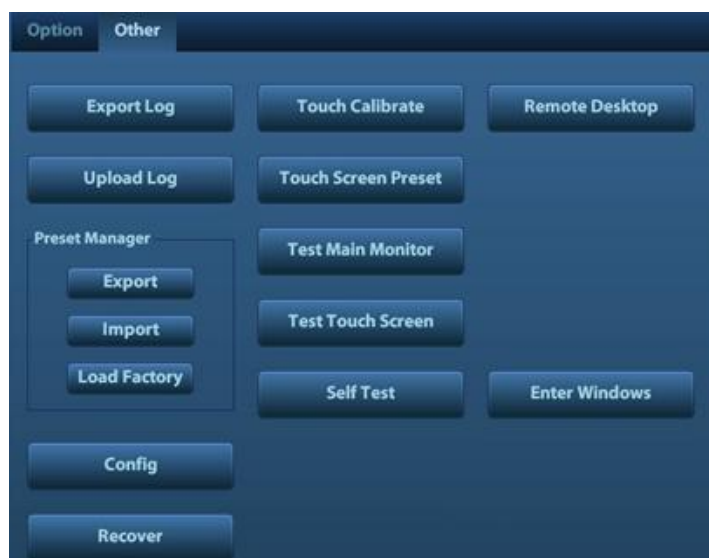 Option Other
Export Log Touch Calibrate Remote Desktop
Upload Log Touch Screen Preset
Preset Manager
Test Main Monitor
Export
Import
Test Touch Screen
Load Factory
Self Test Enter Windows
Config
Recover